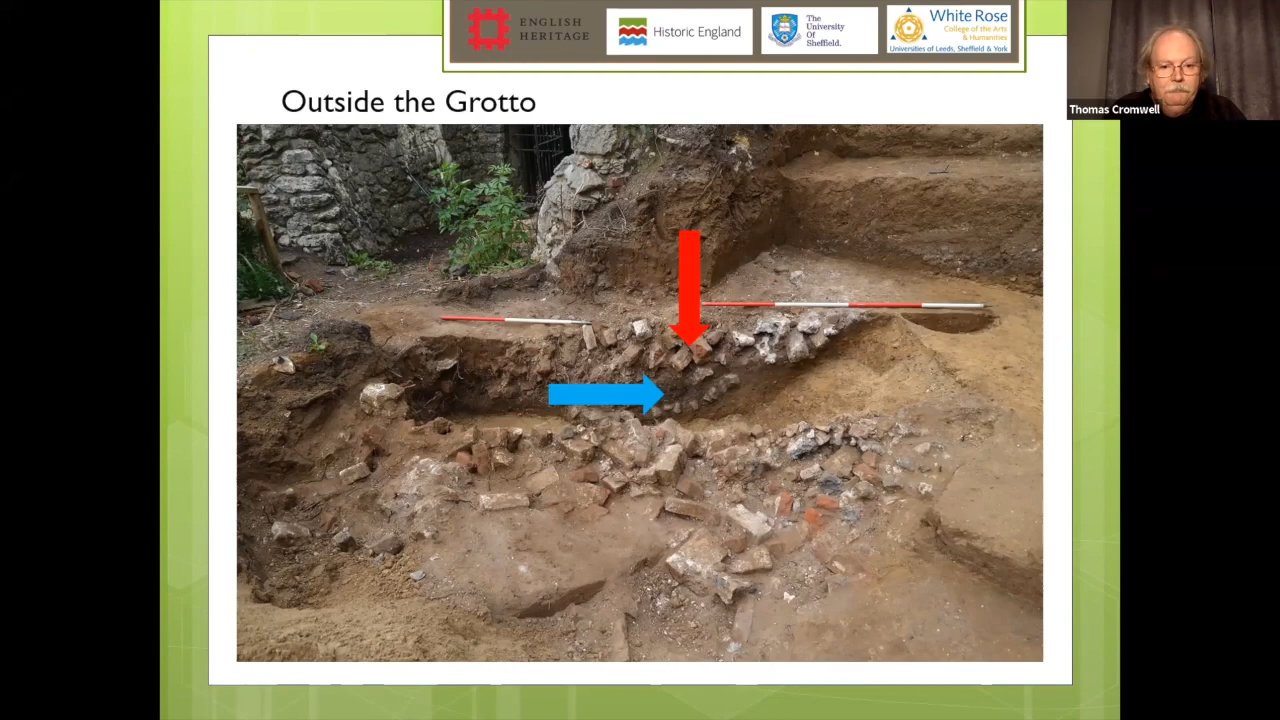 ENGLISH
HERITAGE
Historic England
The
University
Of
Sheffield.
White Rose
College of the Arts
& Humanities
Universities of Leeds, Sheffield & York
Thomas Cromwell
Outside the Grotto